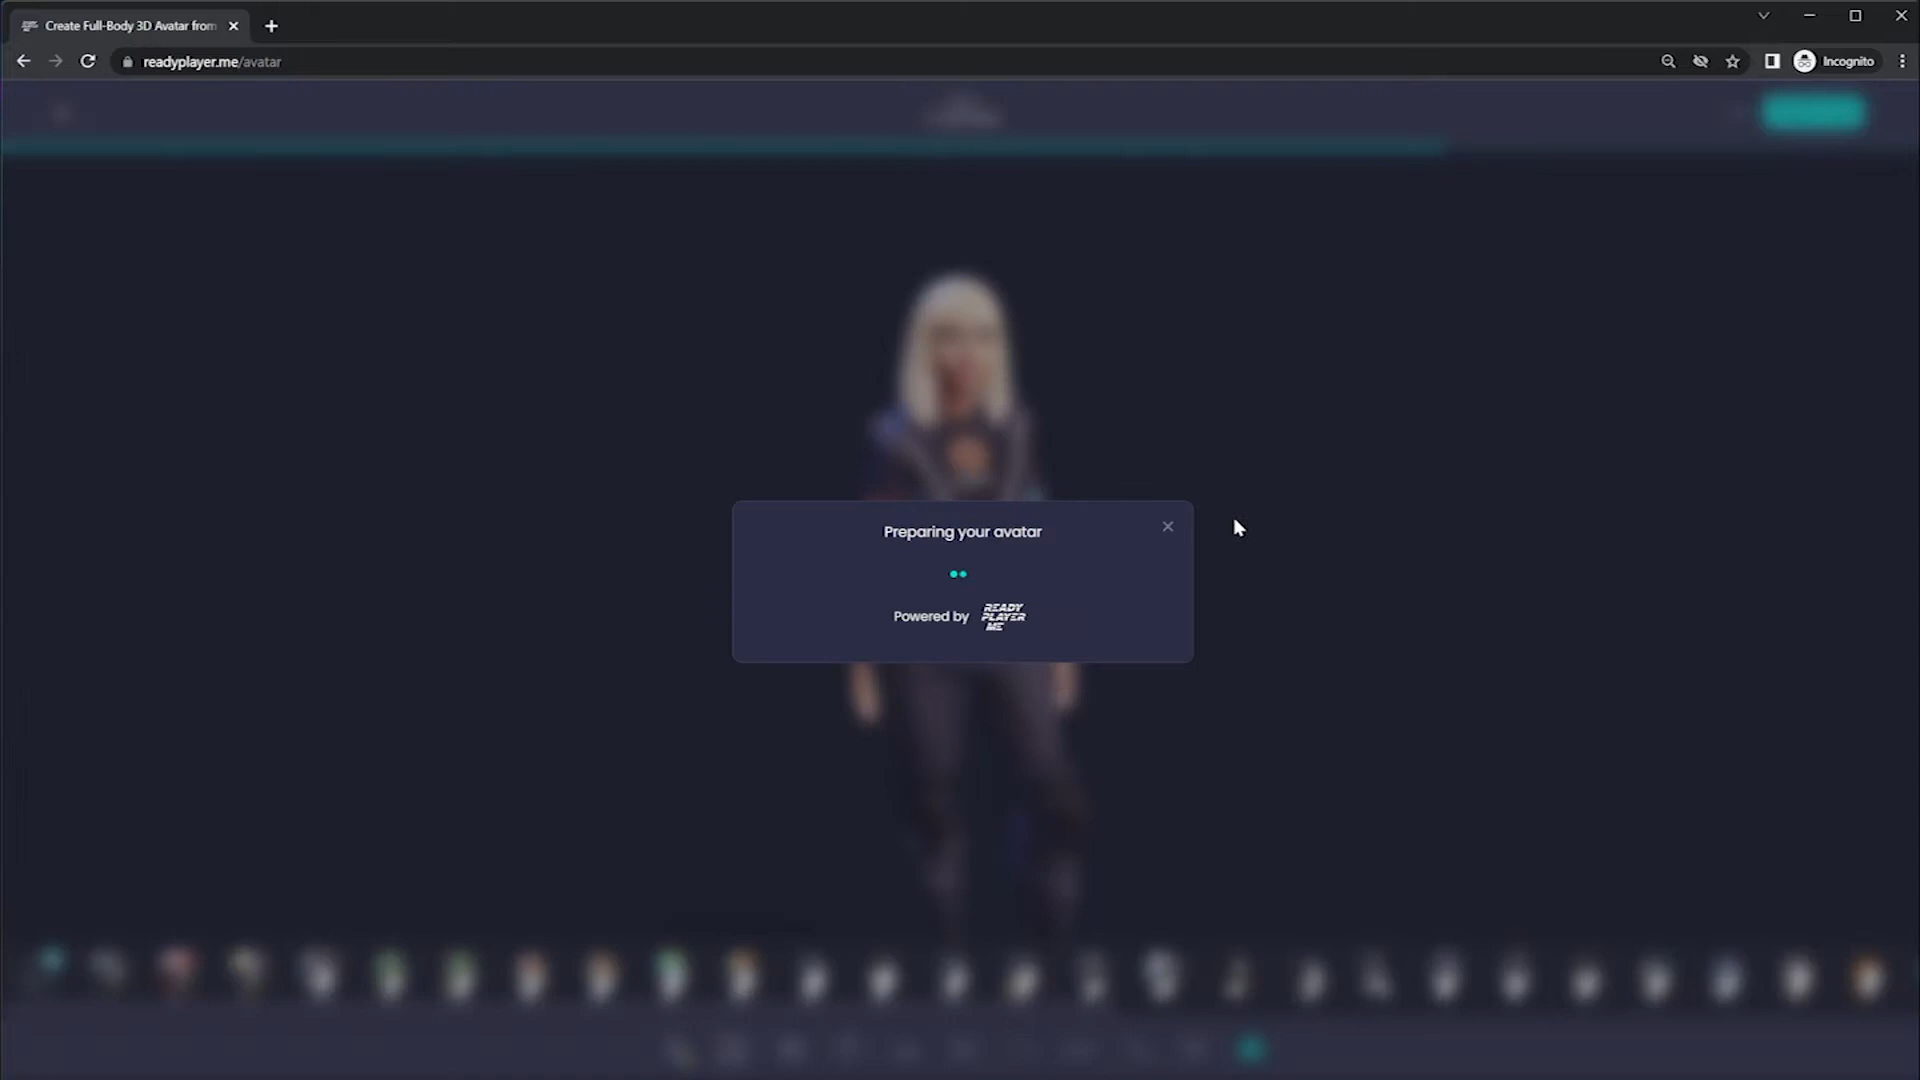 Create Full-Body 3D Avatar from
readyplayer.me/avatar
Incognito
Preparing your avatar
Powered by
READY
PLAYER
ME